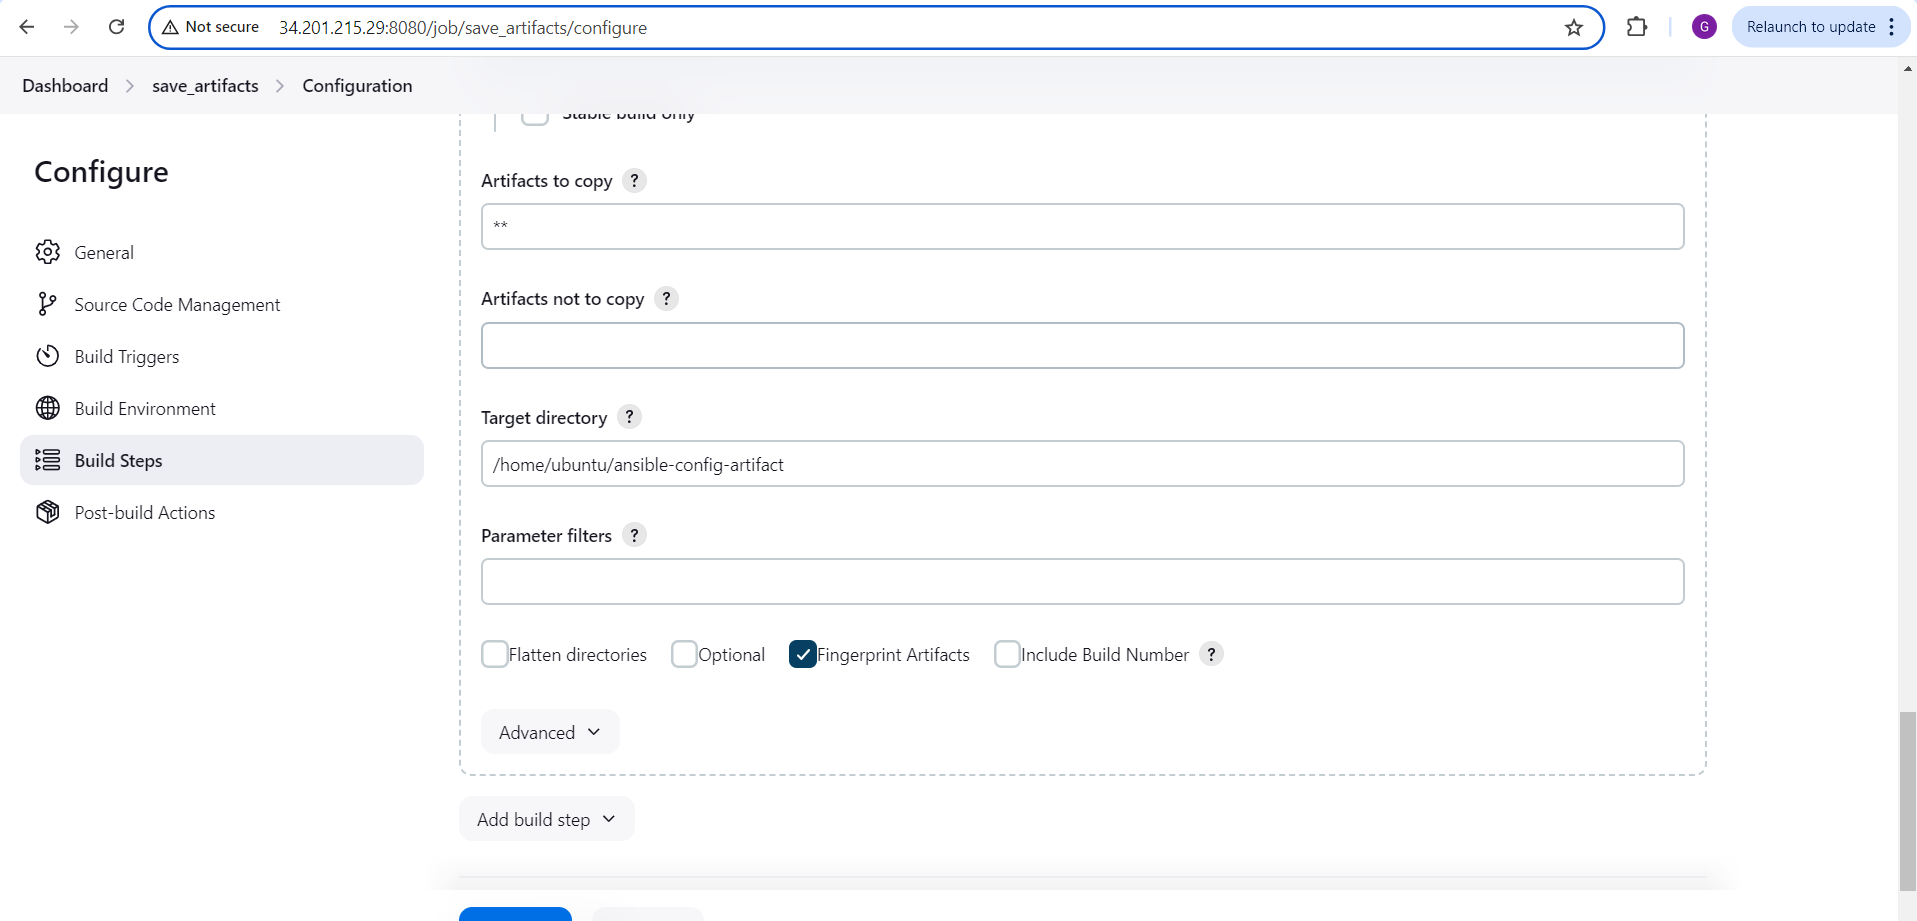 Not secure 34.201.215.29:8080/job/save_artifacts/configure G Relaunch to update
Dashboard save_artifacts Configuration
Stable build only
Configure
General
Source Code Management
Build Triggers
Build Environment
Build Steps
Post-build Actions
Artifacts to copy ?
**
Artifacts not to copy ?
Target directory ?
/home/ubuntu/ansible-config-artifact
Parameter filters ?
Flatten directories Optional Fingerprint Artifacts Include Build Number ?
Advanced
Add build step